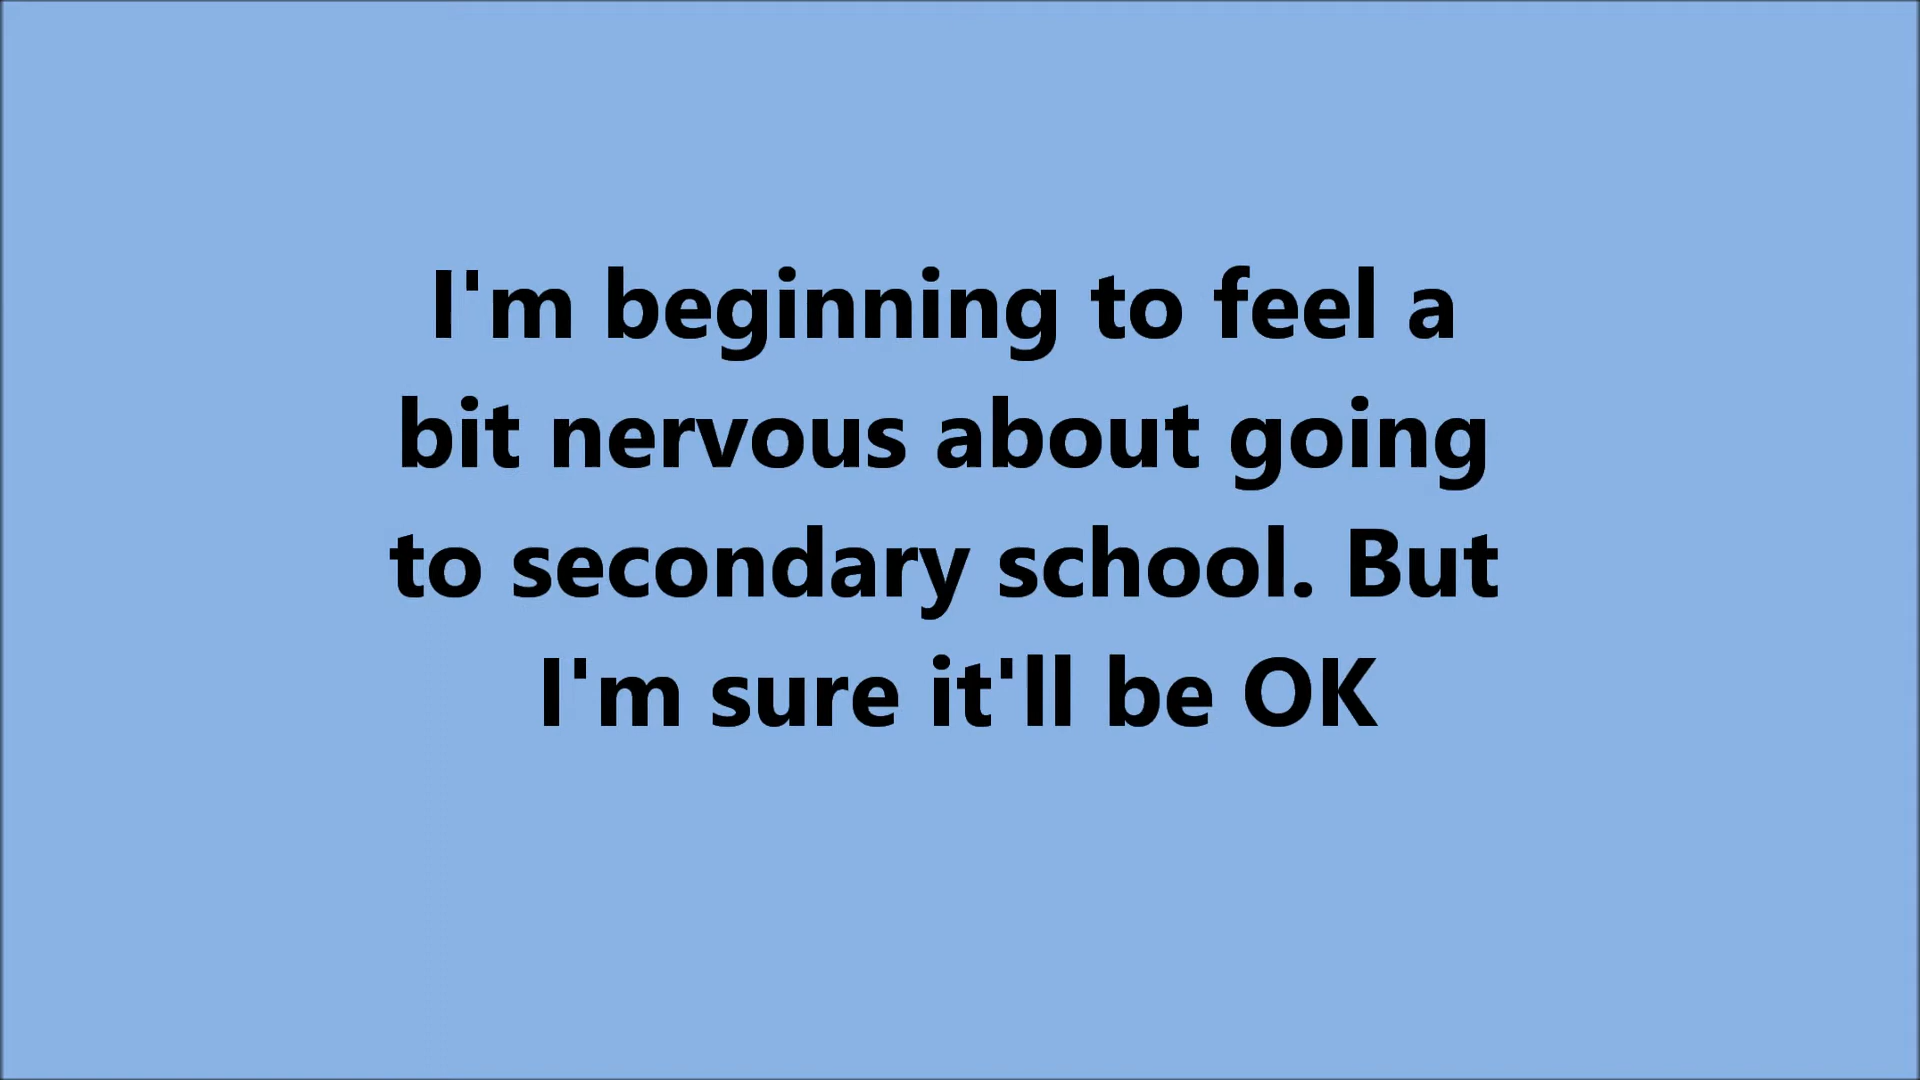 I'm beginning to feel a
bit nervous about going
to secondary school. But
I'm sure it'll be OK